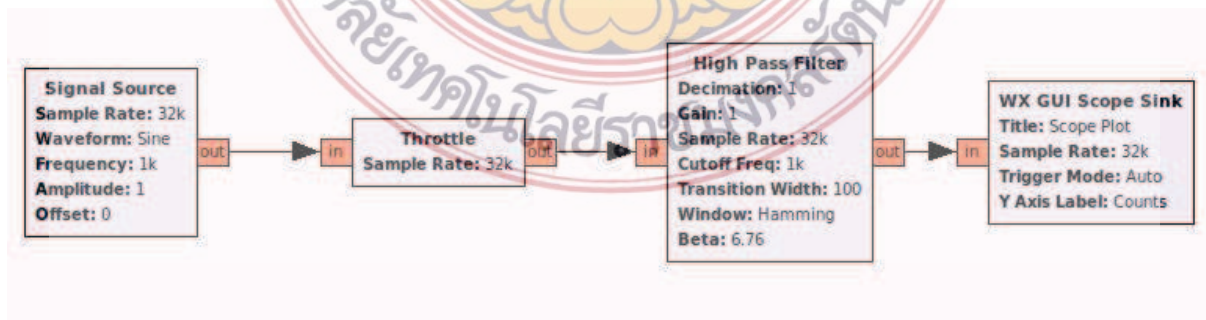 Signal Source
Sample Rate: 32k
Waveform: Sine
Frequency: 1k
Amplitude: 1
Offset: 0
out
in
Throttle
Sample Rate: 32k
out
in
High Pass Filter
Decimation: 1
Gain: 1
Sample Rate: 32k
Cutoff Freq: 1k
Transition Width: 100
Window: Hamming
Beta: 6.76
out
in
WX GUI Scope Sink
Title: Scope Plot
Sample Rate: 32k
Trigger Mode: Auto
Y Axis Label: Counts